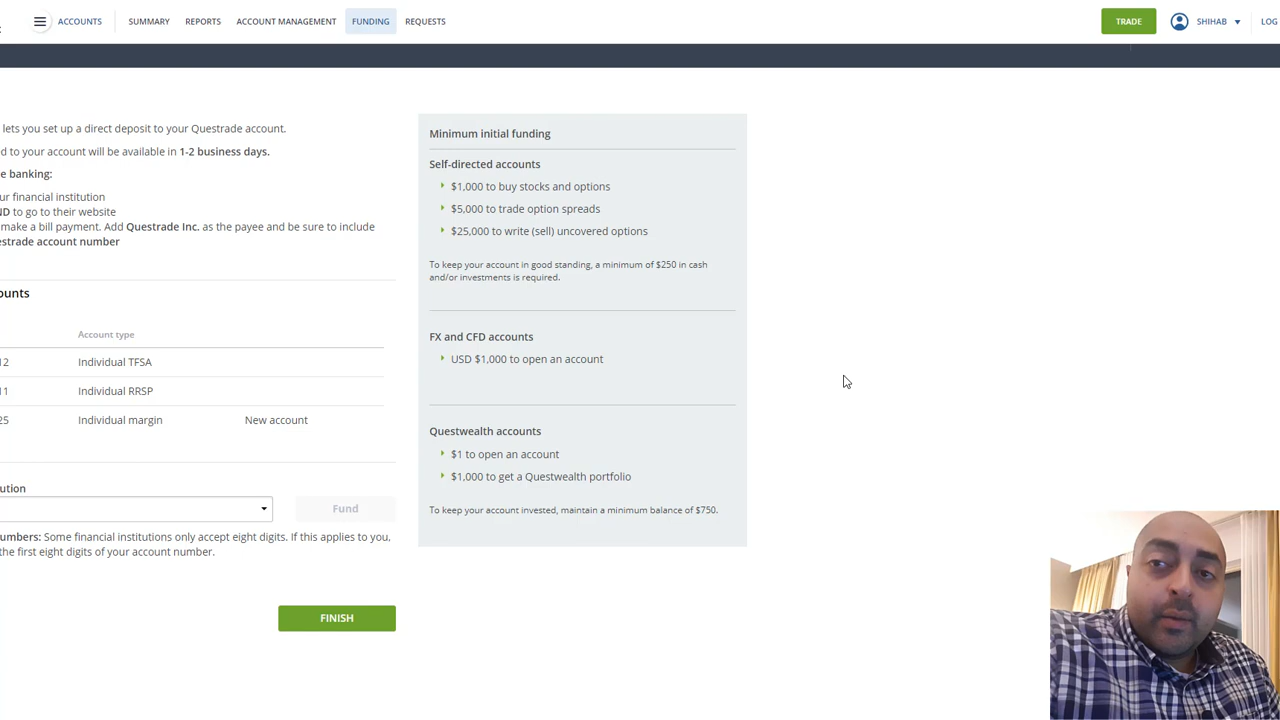 ACCOUNTS SUMMARY REPORTS ACCOUNT MANAGEMENT FUNDING REQUESTS TRADE SHIHAB LOG
lets you set up a direct deposit to your Questrade account.
to your account will be available in 1-2 business days.
banking:
financial institution
to go to their website
make a bill payment. Add Questrade Inc. as the payee and be sure to include
account number
Account type
12 Individual TFSA
11 Individual RRSP
25 Individual margin New account
Fund
Some financial institutions only accept eight digits. If this applies to you,
the first eight digits of your account number.
FINISH
Minimum initial funding
Self-directed accounts
$1,000 to buy stocks and options
$5,000 to trade option spreads
$25,000 to write (sell) uncovered options
To keep your account in good standing, a minimum of $250 in cash
and/or investments is required.
FX and CFD accounts
USD $1,000 to open an account
Questwealth accounts
$1 to open an account
$1,000 to get a Questwealth portfolio
To keep your account invested, maintain a minimum balance of $750.